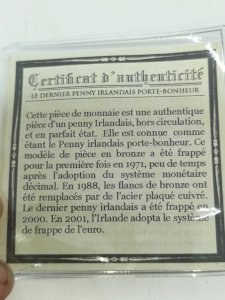 Certificat d'authenticité
LE DERNIER PENNY IRLANDAIS PORTE-BONHEUR
Cette pièce de monnaie est une authentique
pièce d'un penny Irlandais, hors circulation,
et en parfait état. Elle est connue comme
étant le Penny irlandais porte-bonheur. Ce
modèle de pièce en bronze a été frappé
pour la première fois en 1971, peu de temps
après l'adoption du système monétaire
décimal. En 1988, les flancs de bronze ont
été remplacés par de l'acier plaqué cuivré.
Le dernier penny irlandais a été frappé en
2000. En 2001, l'Irlande adopta le système
de frappe de l'euro.